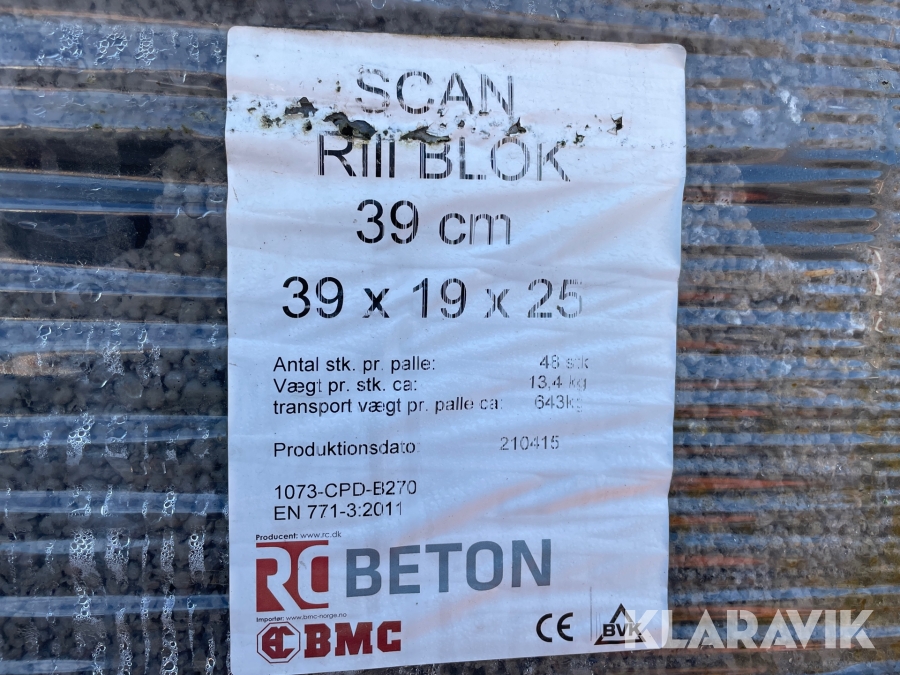 SCAN
Rill BLOK
39 cm
39 x 19 x 25
Antal stk. pr. palle: 48 stk
Vægt pr. stk. ca: 13,4 kg
transport vægt pr. palle ca: 643kg
Produktionsdato: 210415
1073-CPD-B270
EN 771-3:2011
Producent: www.rc.dk
RC BETON
Importør: www.bmc-norge.no
BMC
CE
BVK
KLARAVIK